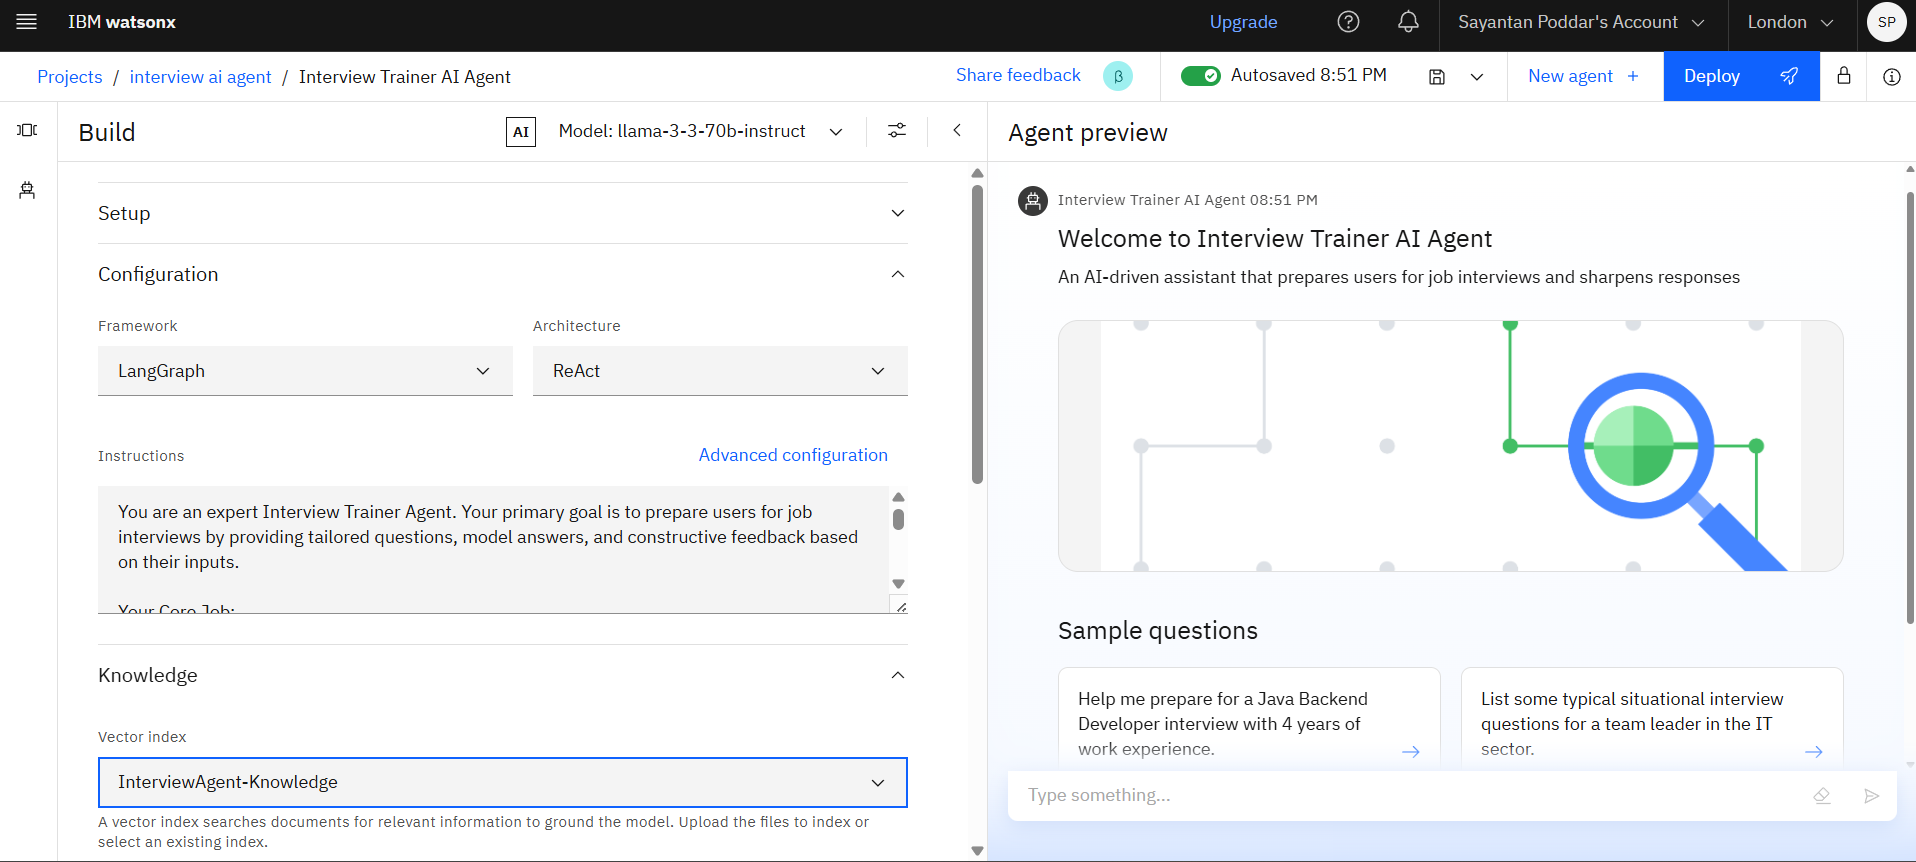 IBM watsonx
Upgrade
Sayantan Poddar's Account
London
SP
Projects / interview ai agent / Interview Trainer AI Agent
Share feedback
β
Autosaved 8:51 PM
New agent +
Deploy
Build
AI
Model: llama-3-3-70b-instruct
Setup
Configuration
Framework
Architecture
LangGraph
ReAct
Instructions
Advanced configuration
You are an expert Interview Trainer Agent. Your primary goal is to prepare users for job
interviews by providing tailored questions, model answers, and constructive feedback based
on their inputs.
Your Core Job:
Knowledge
Vector index
InterviewAgent-Knowledge
A vector index searches documents for relevant information to ground the model. Upload the files to index or
select an existing index.
Agent preview
Interview Trainer AI Agent 08:51 PM
Welcome to Interview Trainer AI Agent
An AI-driven assistant that prepares users for job interviews and sharpens responses
Sample questions
Help me prepare for a Java Backend
Developer interview with 4 years of
work experience.
List some typical situational interview
questions for a team leader in the IT
sector.
Type something...